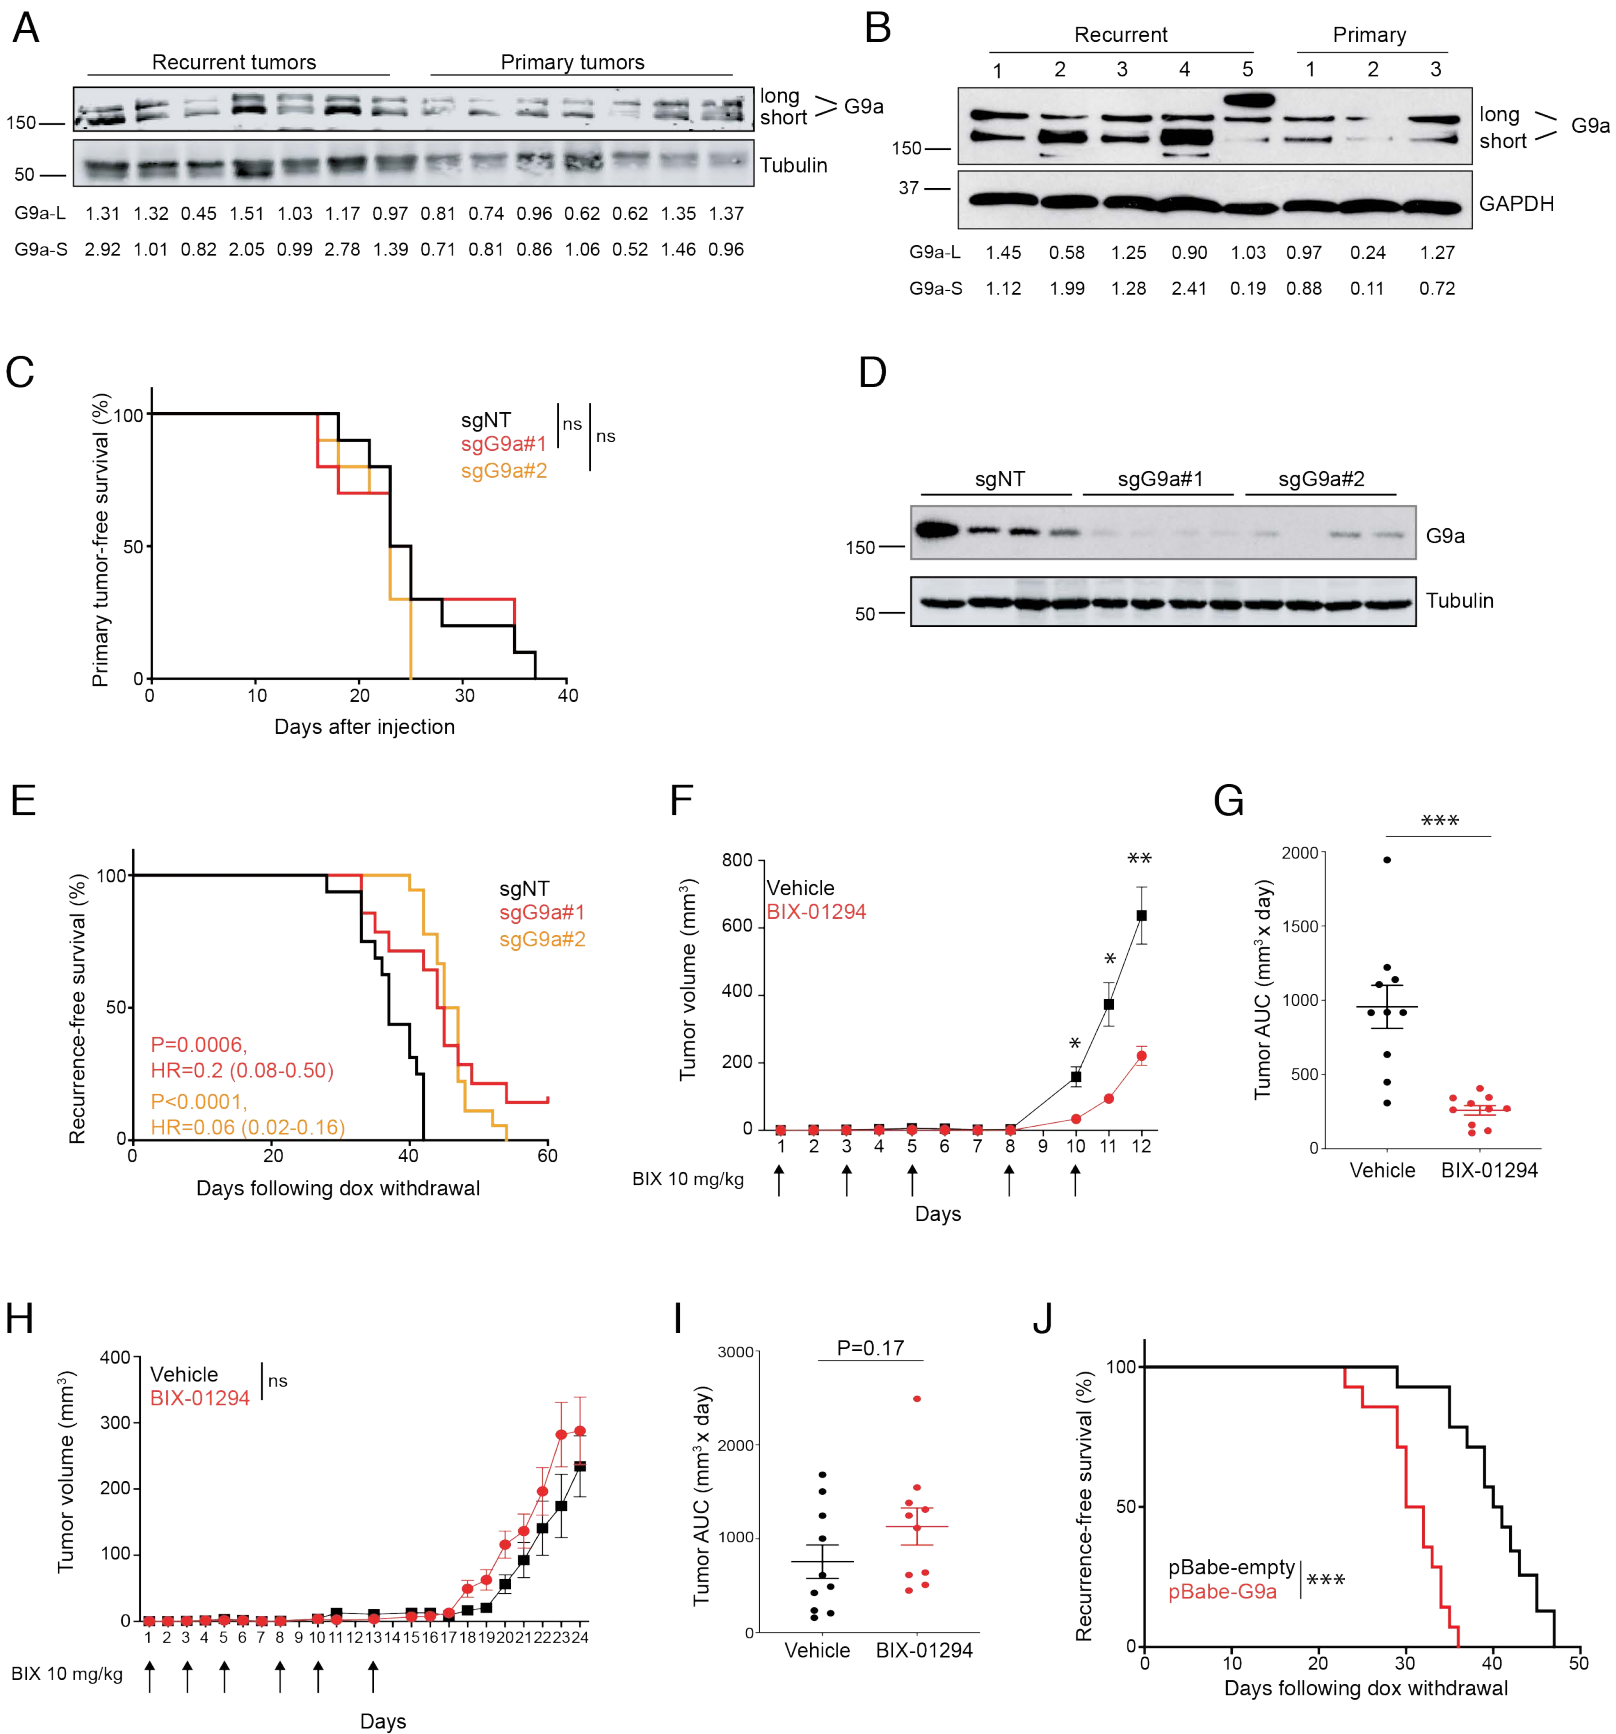 A
Recurrent tumors
Primary tumors
long
short
G9a
150
50
Tubulin
G9a-L 1.31 1.32 0.45 1.51 1.03 1.17 0.97 0.81 0.74 0.96 0.62 0.62 1.35 1.37
G9a-S 2.92 1.01 0.82 2.05 0.99 2.78 1.39 0.71 0.81 0.86 1.06 0.52 1.46 0.96
B
Recurrent
Primary
1 2 3 4 5 1 2 3
long
short
G9a
150
37
GAPDH
G9a-L 1.45 0.58 1.25 0.90 1.03 0.97 0.24 1.27
G9a-S 1.12 1.99 1.28 2.41 0.19 0.88 0.11 0.72
C
Primary tumor-free survival (%)
100
50
0
0 10 20 30 40
Days after injection
sgNT
sgG9a#1
sgG9a#2
ns
ns
D
sgNT
sgG9a#1
sgG9a#2
150
G9a
50
Tubulin
E
Recurrence-free survival (%)
100
50
0
0 20 40 60
Days following dox withdrawal
sgNT
sgG9a#1
sgG9a#2
P=0.0006,
HR=0.2 (0.08-0.50)
P<0.0001,
HR=0.06 (0.02-0.16)
F
Tumor volume (mm³)
800
600
400
200
0
Vehicle
BIX-01294
*
*
**
1 2 3 4 5 6 7 8 9 10 11 12
BIX 10 mg/kg
Days
G
***
Tumor AUC (mm³ x day)
2000
1500
1000
500
0
Vehicle
BIX-01294
H
Tumor volume (mm³)
400
300
200
100
0
Vehicle
BIX-01294
ns
1 2 3 4 5 6 7 8 9 10 11 12 13 14 15 16 17 18 19 20 21 22 23 24
BIX 10 mg/kg
Days
I
P=0.17
Tumor AUC (mm³ x day)
3000
2000
1000
0
Vehicle
BIX-01294
J
Recurrence-free survival (%)
100
50
0
0 10 20 30 40 50
Days following dox withdrawal
pBabe-empty
pBabe-G9a
***